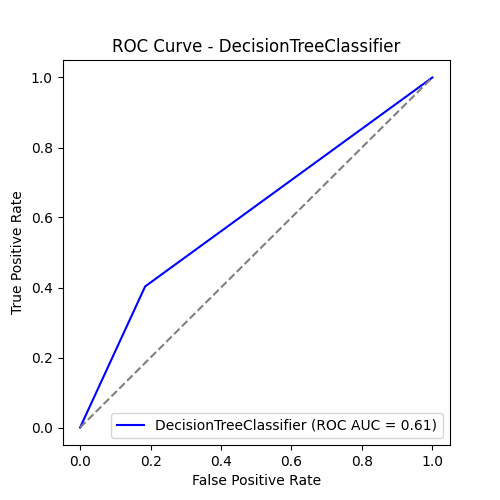 ROC Curve - DecisionTreeClassifier
True Positive Rate
1.0
0.8
0.6
0.4
0.2
0.0
DecisionTreeClassifier (ROC AUC = 0.61)
0.0 0.2 0.4 0.6 0.8 1.0
False Positive Rate